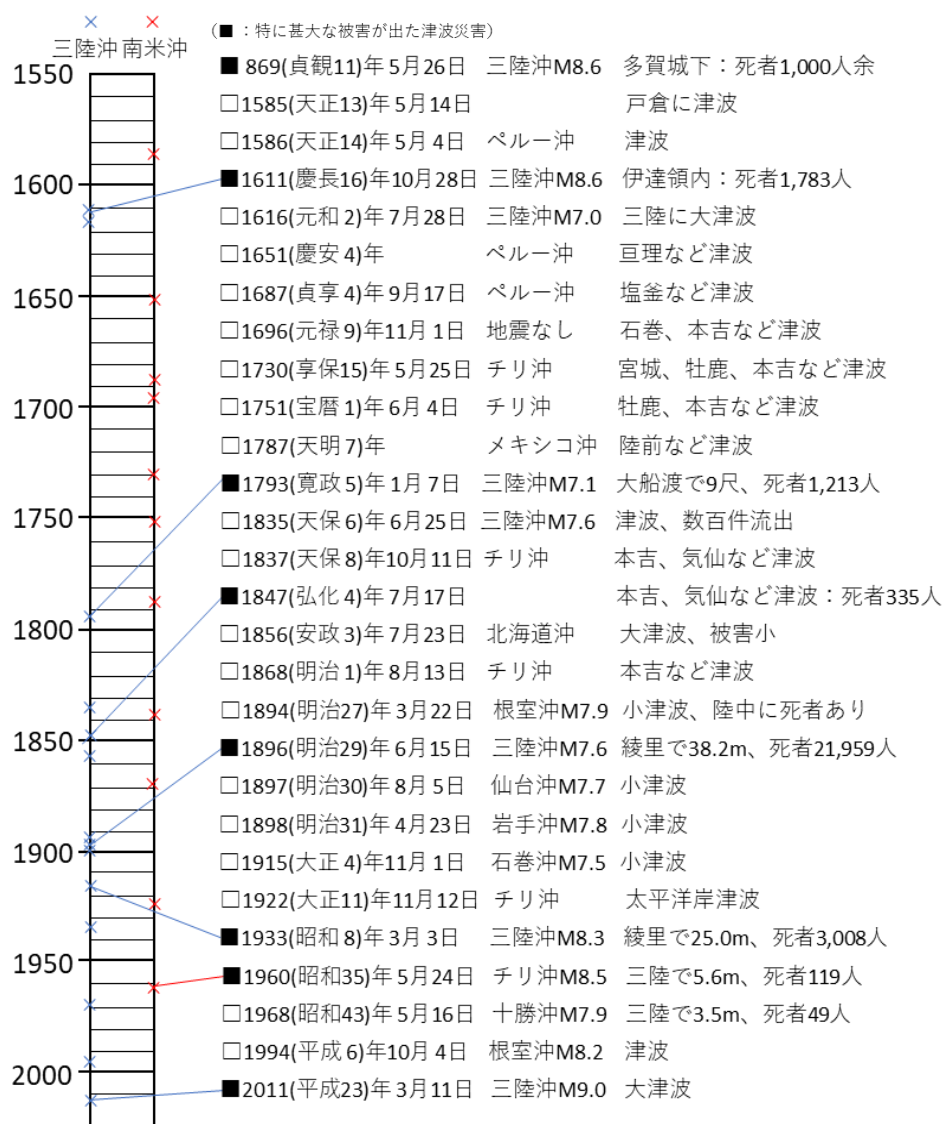 × ×
三陸沖 南米沖
（■ ：特に甚大な被害が出た津波災害）
1550
1600
1650
1700
1750
1800
1850
1900
1950
2000
■ 869(貞観11)年 5月26日 三陸沖M8.6 多賀城下：死者1,000人余
□1585(天正13)年 5月14日 戸倉に津波
□1586(天正14)年 5月 4日 ペルー沖 津波
■1611(慶長16)年10月28日 三陸沖M8.6 伊達領内：死者1,783人
□1616(元和 2)年 7月28日 三陸沖M7.0 三陸に大津波
□1651(慶安 4)年 ペルー沖 亘理など津波
□1687(貞享 4)年 9月17日 ペルー沖 塩釜など津波
□1696(元禄 9)年11月 1日 地震なし 石巻、本吉など津波
□1730(享保15)年 5月25日 チリ沖 宮城、牡鹿、本吉など津波
□1751(宝暦 1)年 6月 4日 チリ沖 牡鹿、本吉など津波
□1787(天明 7)年 メキシコ沖 陸前など津波
■1793(寛政 5)年 1月 7日 三陸沖M7.1 大船渡で9尺、死者1,213人
□1835(天保 6)年 6月25日 三陸沖M7.6 津波、数百件流出
□1837(天保 8)年10月11日 チリ沖 本吉、気仙など津波
■1847(弘化 4)年 7月17日 本吉、気仙など津波：死者335人
□1856(安政 3)年 7月23日 北海道沖 大津波、被害小
□1868(明治 1)年 8月13日 チリ沖 本吉など津波
□1894(明治27)年 3月22日 根室沖M7.9 小津波、陸中に死者あり
■1896(明治29)年 6月15日 三陸沖M7.6 綾里で38.2m、死者21,959人
□1897(明治30)年 8月 5日 仙台沖M7.7 小津波
□1898(明治31)年 4月23日 岩手沖M7.8 小津波
□1915(大正 4)年11月 1日 石巻沖M7.5 小津波
□1922(大正11)年11月12日 チリ沖 太平洋岸津波
■1933(昭和 8)年 3月 3日 三陸沖M8.3 綾里で25.0m、死者3,008人
■1960(昭和35)年 5月24日 チリ沖M8.5 三陸で5.6m、死者119人
□1968(昭和43)年 5月16日 十勝沖M7.9 三陸で3.5m、死者49人
□1994(平成 6)年10月 4日 根室沖M8.2 津波
■2011(平成23)年 3月11日 三陸沖M9.0 大津波